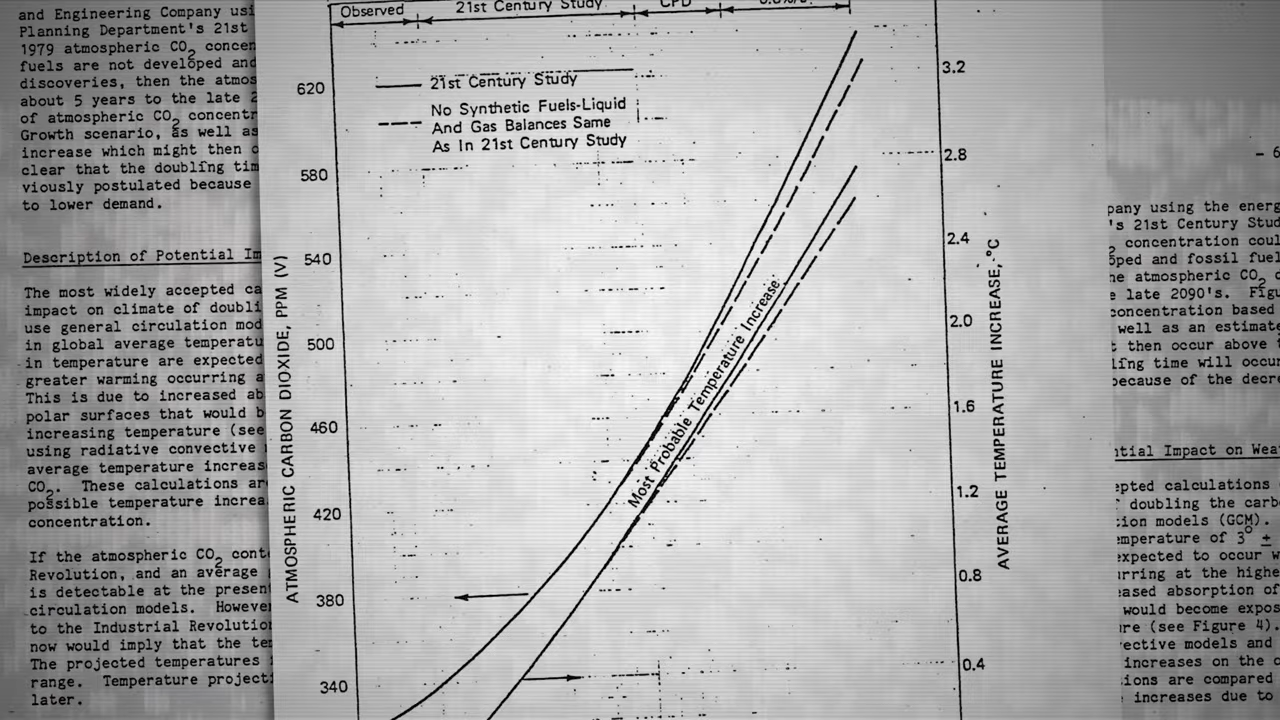 and Engineering Company usi
Planning Department's 21st
1979 atmospheric CO2 concen
fuels are not developed and
discoveries, then the atmos
about 5 years to the late 2
of atmospheric CO2 concentr
Growth scenario, as well as
increase which might then o
clear that the doubling tim
viously postulated because
to lower demand.
Description of Potential Im
The most widely accepted ca
impact on climate of doubli
use general circulation mod
in global average temperatu
in temperature are expected
greater warming occurring a
This is due to increased ab
polar surfaces that would b
increasing temperature (see
using radiative convective
average temperature increas
CO2. These calculations ar
possible temperature increa
concentration.
If the atmospheric CO2 cont
Revolution, and an average
is detectable at the present
circulation models. However
to the Industrial Revolution
now would imply that the te
The projected temperatures
range. Temperature projecti
later.
Observed
21st Century Study
CPD
21st Century Study
No Synthetic Fuels-Liquid
And Gas Balances Same
As In 21st Century Study
ATMOSPHERIC CARBON DIOXIDE, PPM (V)
620
580
540
500
460
420
380
340
Most Probable Temperature Increase
3.2
2.8
2.4
2.0
1.6
1.2
0.8
0.4
AVERAGE TEMPERATURE INCREASE, °C
- 6
pany using the energ
's 21st Century Stud
2 concentration coul
oped and fossil fuel
he atmospheric CO2 c
e late 2090's. Figu
concentration based
well as an estimate
t then occur above t
ling time will occu
because of the decre
ntial Impact on Wea
epted calculations
f doubling the carb
tion models (GCM).
emperature of 3° ±
expected to occur w
urring at the highe
eased absorption of
would become expos
ure (see Figure 4).
vective models and
increases on the o
tions are compared
increases due to